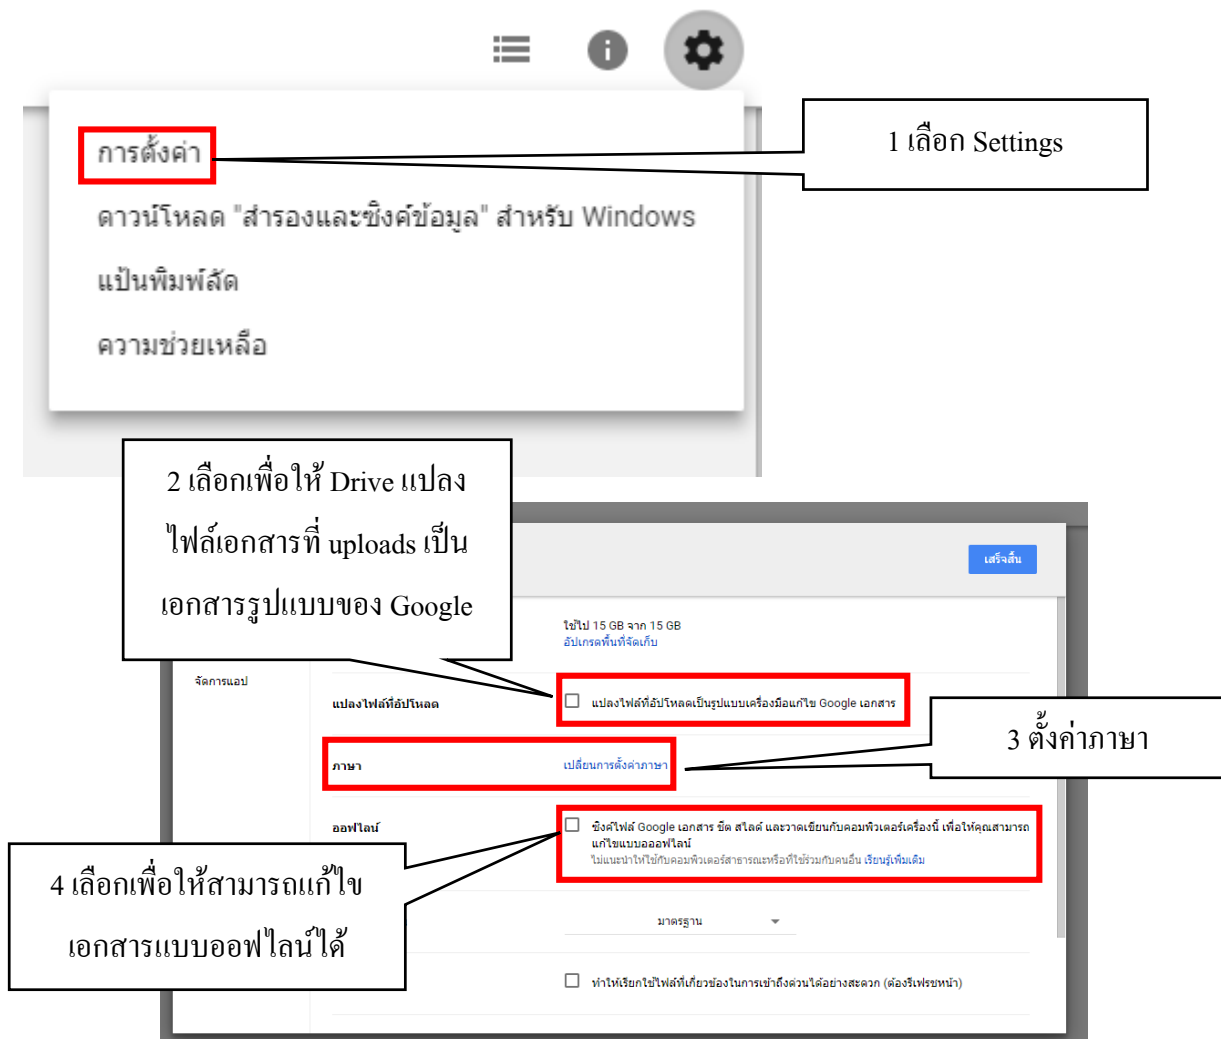 การตั้งค่า
1 เลือก Settings
ดาวน์โหลด "สำรองและซิงค์ข้อมูล" สำหรับ Windows
แป้นพิมพ์ลัด
ความช่วยเหลือ
2 เลือกเพื่อให้ Drive แปลง
ไฟล์เอกสารที่ uploads เป็น
เอกสารรูปแบบของ Google
เสร็จสิ้น
ใช้ไป 15 GB จาก 15 GB
อัปเกรดพื้นที่จัดเก็บ
จัดการแอป
แปลงไฟล์ที่อัปโหลด
แปลงไฟล์ที่อัปโหลดเป็นรูปแบบเครื่องมือแก้ไข Google เอกสาร
3 ตั้งค่าภาษา
ภาษา
เปลี่ยนการตั้งค่าภาษา
ออฟไลน์
ซิงค์ไฟล์ Google เอกสาร ชีต สไลด์ และวาดเขียนกับคอมพิวเตอร์เครื่องนี้ เพื่อให้คุณสามารถ
แก้ไขแบบอออฟไลน์
ไม่แนะนำให้ใช้กับคอมพิวเตอร์สาธารณะหรือที่ใช้ร่วมกับคนอื่น เรียนรู้เพิ่มเติม
4 เลือกเพื่อให้สามารถแก้ไข
เอกสารแบบออฟไลน์ได้
มาตรฐาน
ทำให้เรียกใช้ไฟล์ที่เกี่ยวข้องในการเข้าถึงด่วนได้อย่างสะดวก (ต้องรีเฟรชหน้า)